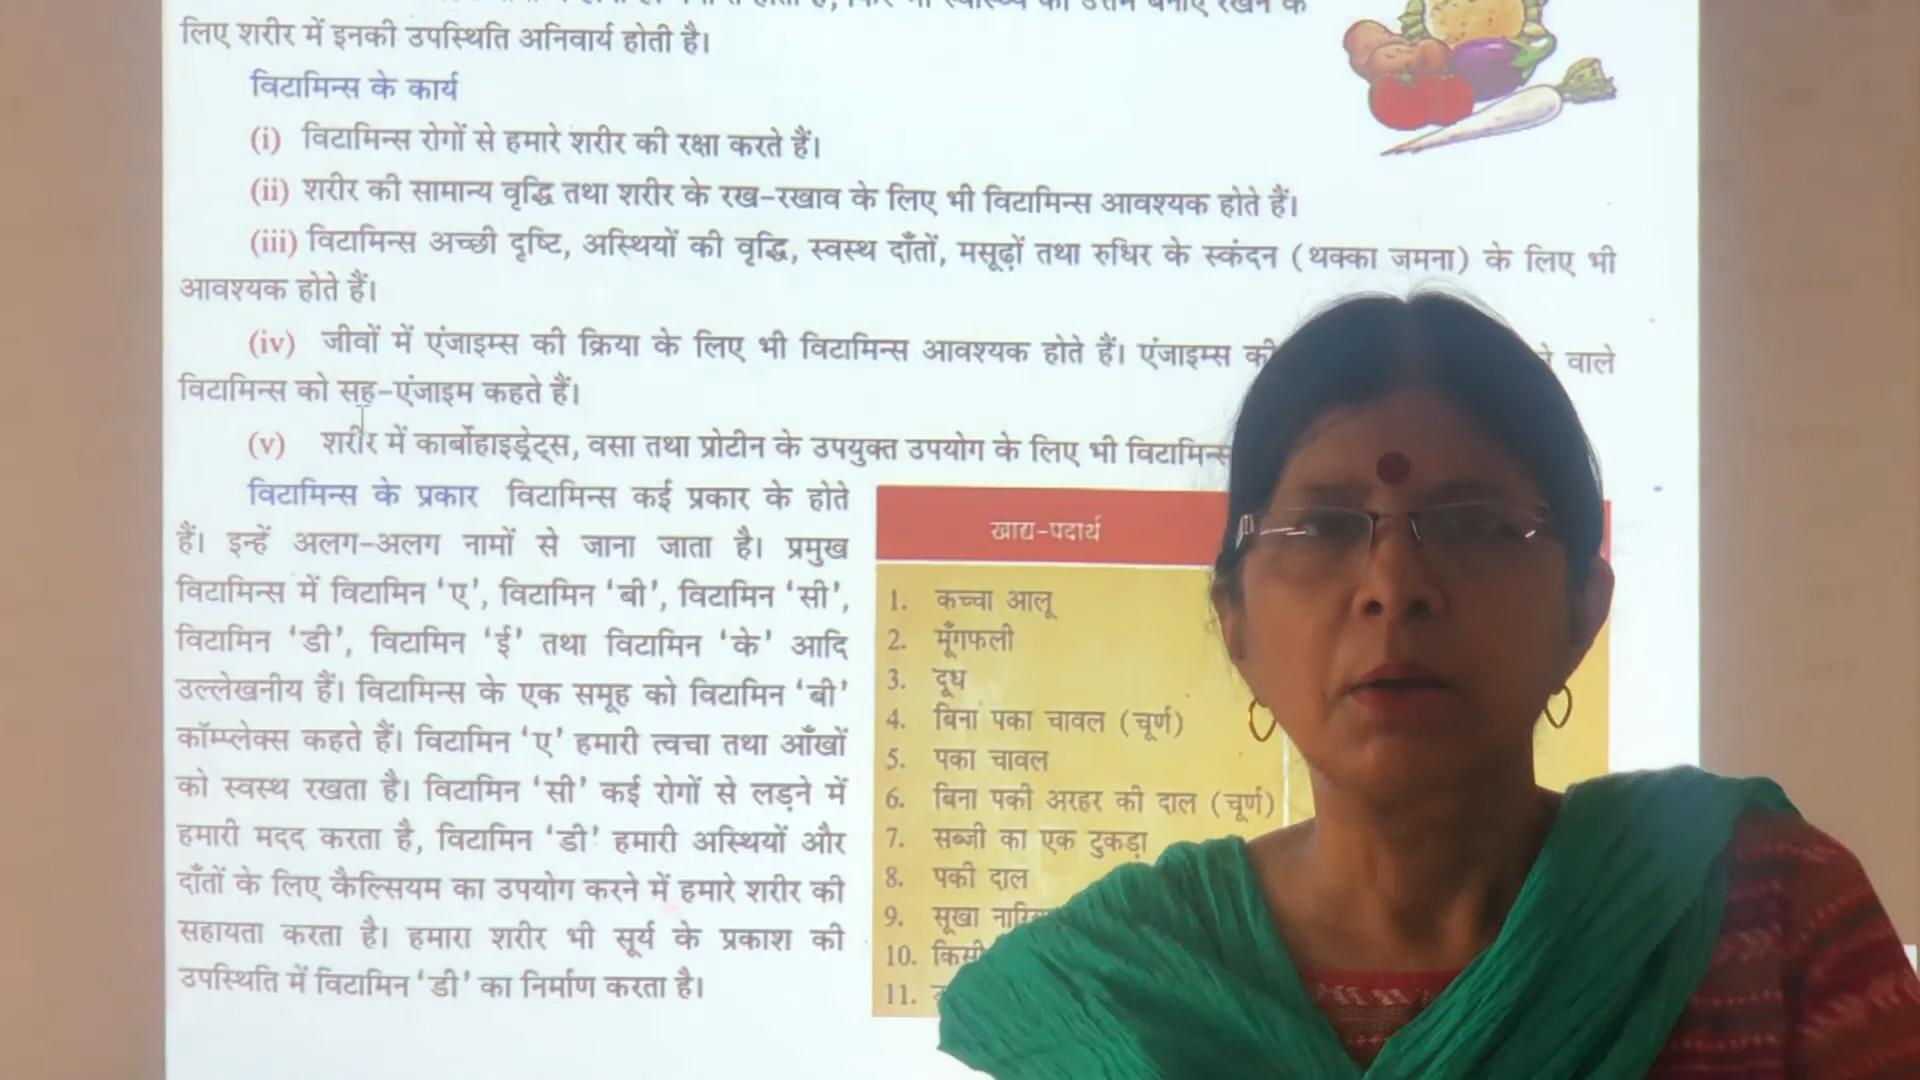 लिए शरीर में इनकी उपस्थिति अनिवार्य होती है।
विटामिन्स के कार्य
(i) विटामिन्स रोगों से हमारे शरीर की रक्षा करते हैं।
(ii) शरीर की सामान्य वृद्धि तथा शरीर के रख-रखाव के लिए भी विटामिन्स आवश्यक होते हैं।
(iii) विटामिन्स अच्छी दृष्टि, अस्थियों की वृद्धि, स्वस्थ दाँतों, मसूढ़ों तथा रुधिर के स्कंदन (थक्का जमना) के लिए भी
आवश्यक होते हैं।
(iv) जीवों में एंजाइम्स की क्रिया के लिए भी विटामिन्स आवश्यक होते हैं। एंजाइम्स की वाले
विटामिन्स को सह-एंजाइम कहते हैं।
(v) शरीर में कार्बोहाइड्रेट्स, वसा तथा प्रोटीन के उपयुक्त उपयोग के लिए भी विटामिन्स
विटामिन्स के प्रकार विटामिन्स कई प्रकार के होते
हैं। इन्हें अलग-अलग नामों से जाना जाता है। प्रमुख
विटामिन्स में विटामिन ‘ए’, विटामिन ‘बी’, विटामिन ‘सी’,
विटामिन ‘डी’, विटामिन ‘ई’ तथा विटामिन ‘के’ आदि
उल्लेखनीय हैं। विटामिन्स के एक समूह को विटामिन ‘बी’
कॉम्प्लेक्स कहते हैं। विटामिन ‘ए’ हमारी त्वचा तथा आँखों
को स्वस्थ रखता है। विटामिन ‘सी’ कई रोगों से लड़ने में
हमारी मदद करता है, विटामिन ‘डी’ हमारी अस्थियों और
दाँतों के लिए कैल्सियम का उपयोग करने में हमारे शरीर की
सहायता करता है। हमारा शरीर भी सूर्य के प्रकाश की
उपस्थिति में विटामिन ‘डी’ का निर्माण करता है।
खाद्य-पदार्थ
1. कच्चा आलू
2. मूँगफली
3. दूध
4. बिना पका चावल (चूर्ण)
5. पका चावल
6. बिना पकी अरहर की दाल (चूर्ण)
7. सब्जी का एक टुकड़ा
8. पकी दाल
9. सूखा
10.
11.